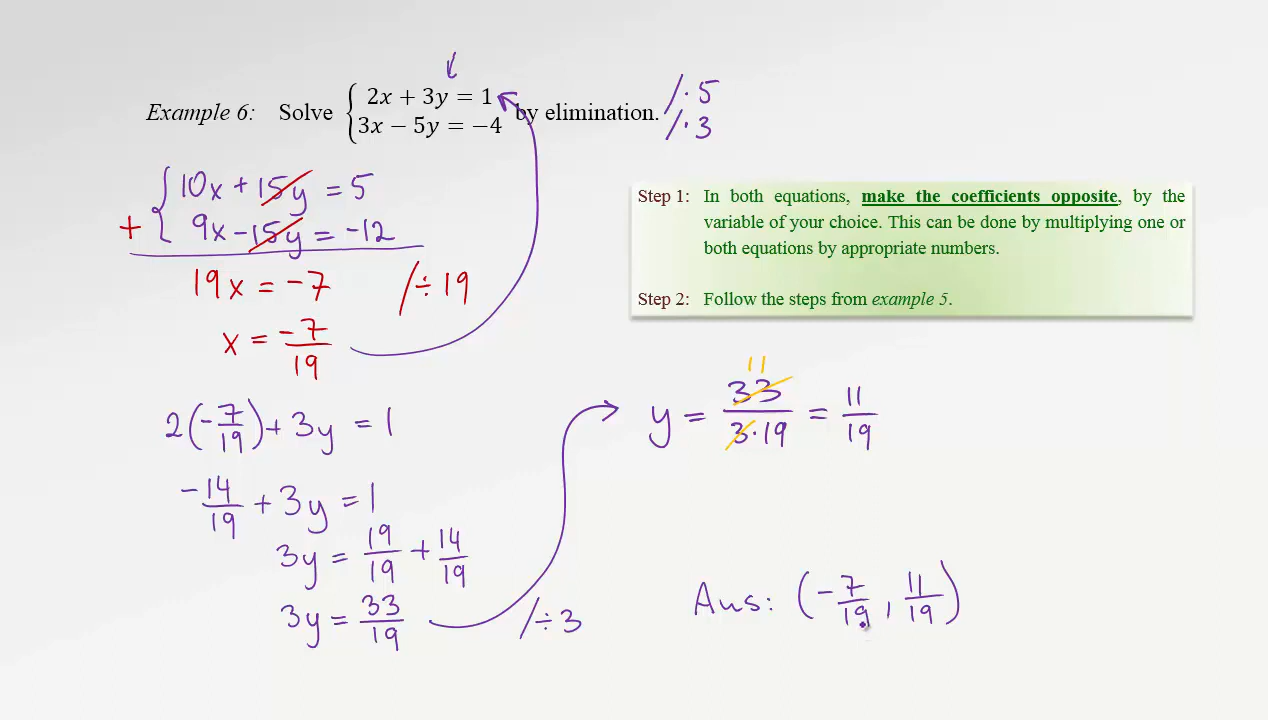 Example 6: Solve { 2x + 3y = 1 by elimination. /· 5
3x − 5y = −4 /· 3
10x + 15y = 5
+ 9x − 15y = −12
19x = −7 /÷ 19
x = −7/19
2(−7/19) + 3y = 1
−14/19 + 3y = 1
3y = 19/19 + 14/19
3y = 33/19 /÷ 3
Step 1: In both equations, make the coefficients opposite, by the
variable of your choice. This can be done by multiplying one or
both equations by appropriate numbers.
Step 2: Follow the steps from example 5.
11
y = 33/3·19 = 11/19
Ans: (−7/19, 11/19)